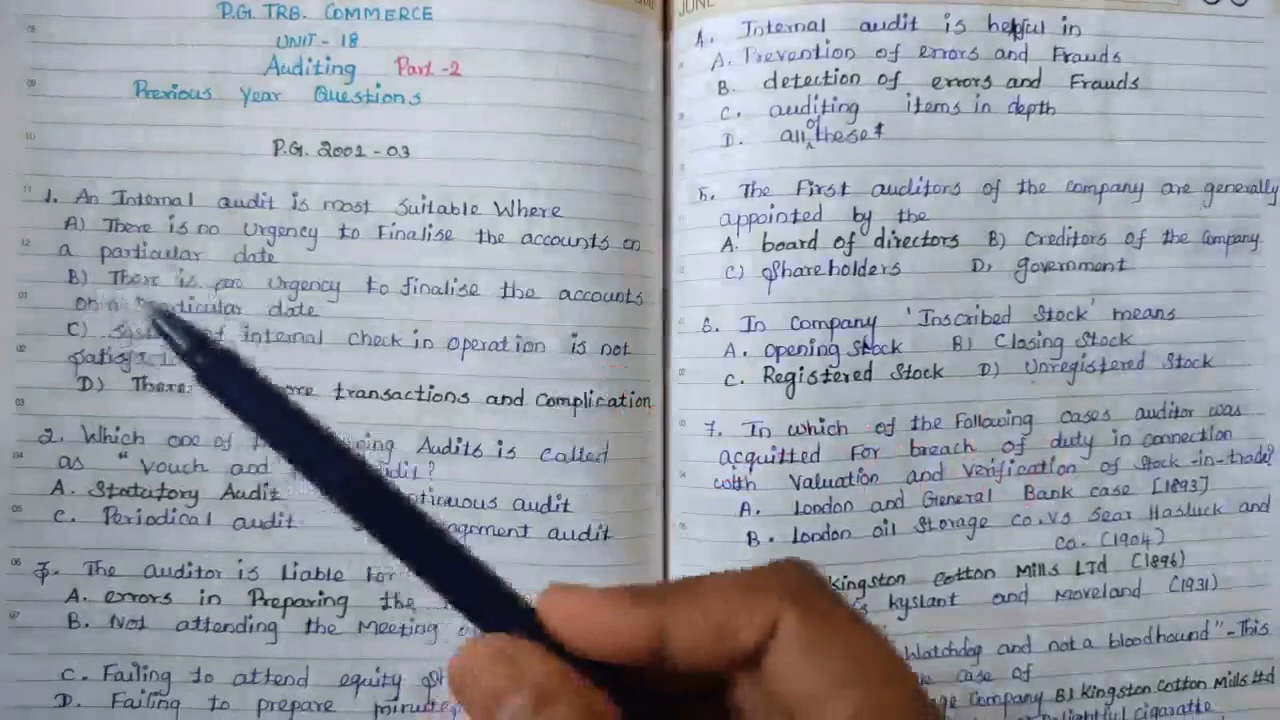 P.G. TRB. COMMERCE
UNIT - 18
Auditing Part -2
Previous Year Questions
P.G. 2002 - 03
1. An Internal audit is most Suitable Where
A) There is no Urgency to Finalise the accounts on
a particular date
B) There is Urgency to finalise the accounts
on a particular date
C) of internal check in operation is not
D) There transactions and Complication
2. Which one of Audits is called
as "Vouch and
A. Statutory Audit
C. Periodical audit audit
3. The auditor is Liable For
A. errors in Preparing the
B. Not attending the Meeting
C. Failing to attend equity
D. Failing to prepare minutes
JUNE
4. Internal audit is helpful in
A. Prevention of errors and Frauds
B. detection of errors and Frauds
C. auditing items in depth
D. all of these
5. The First auditors of the company are generally
appointed by the
A. board of directors B) Creditors of the Company
C) Shareholders D) government
6. In Company 'Inscribed Stock' means
A. opening stock B) Closing Stock
C. Registered Stock D) Unregistered Stock
7. In which of the Following cases auditor was
acquitted For breach of duty in connection
with Valuation and Verification of Stock-in-trade?
A. London and General Bank case [1893]
B. London oil Storage co. vs Sear Hasluck and
co. (1904)
kingston Cotton Mills LTD (1896)
kyslant and Moveland (1931)
Watchdog and not a bloodhound" - This
case of
Company B) Kingston Cotton Mills Ltd
Cigaratte